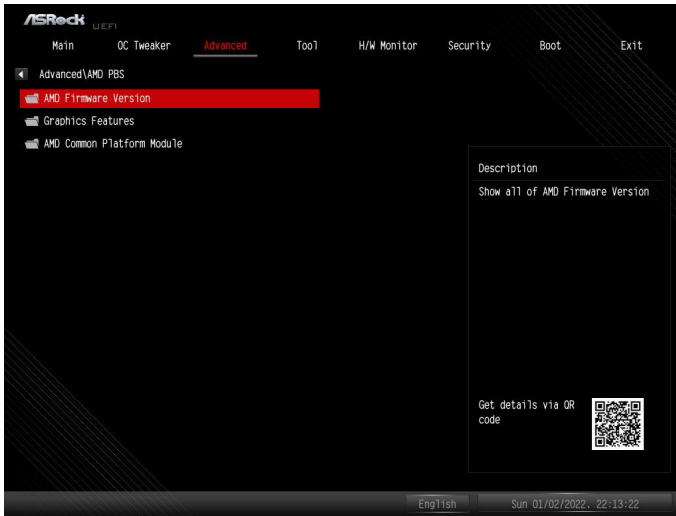 ASRock UEFI
Main OC Tweaker Advanced Tool H/W Monitor Security Boot Exit
Advanced\AMD PBS
AMD Firmware Version
Graphics Features
AMD Common Platform Module
Description
Show all of AMD Firmware Version
Get details via QR
code
English Sun 01/02/2022. 22:13:22